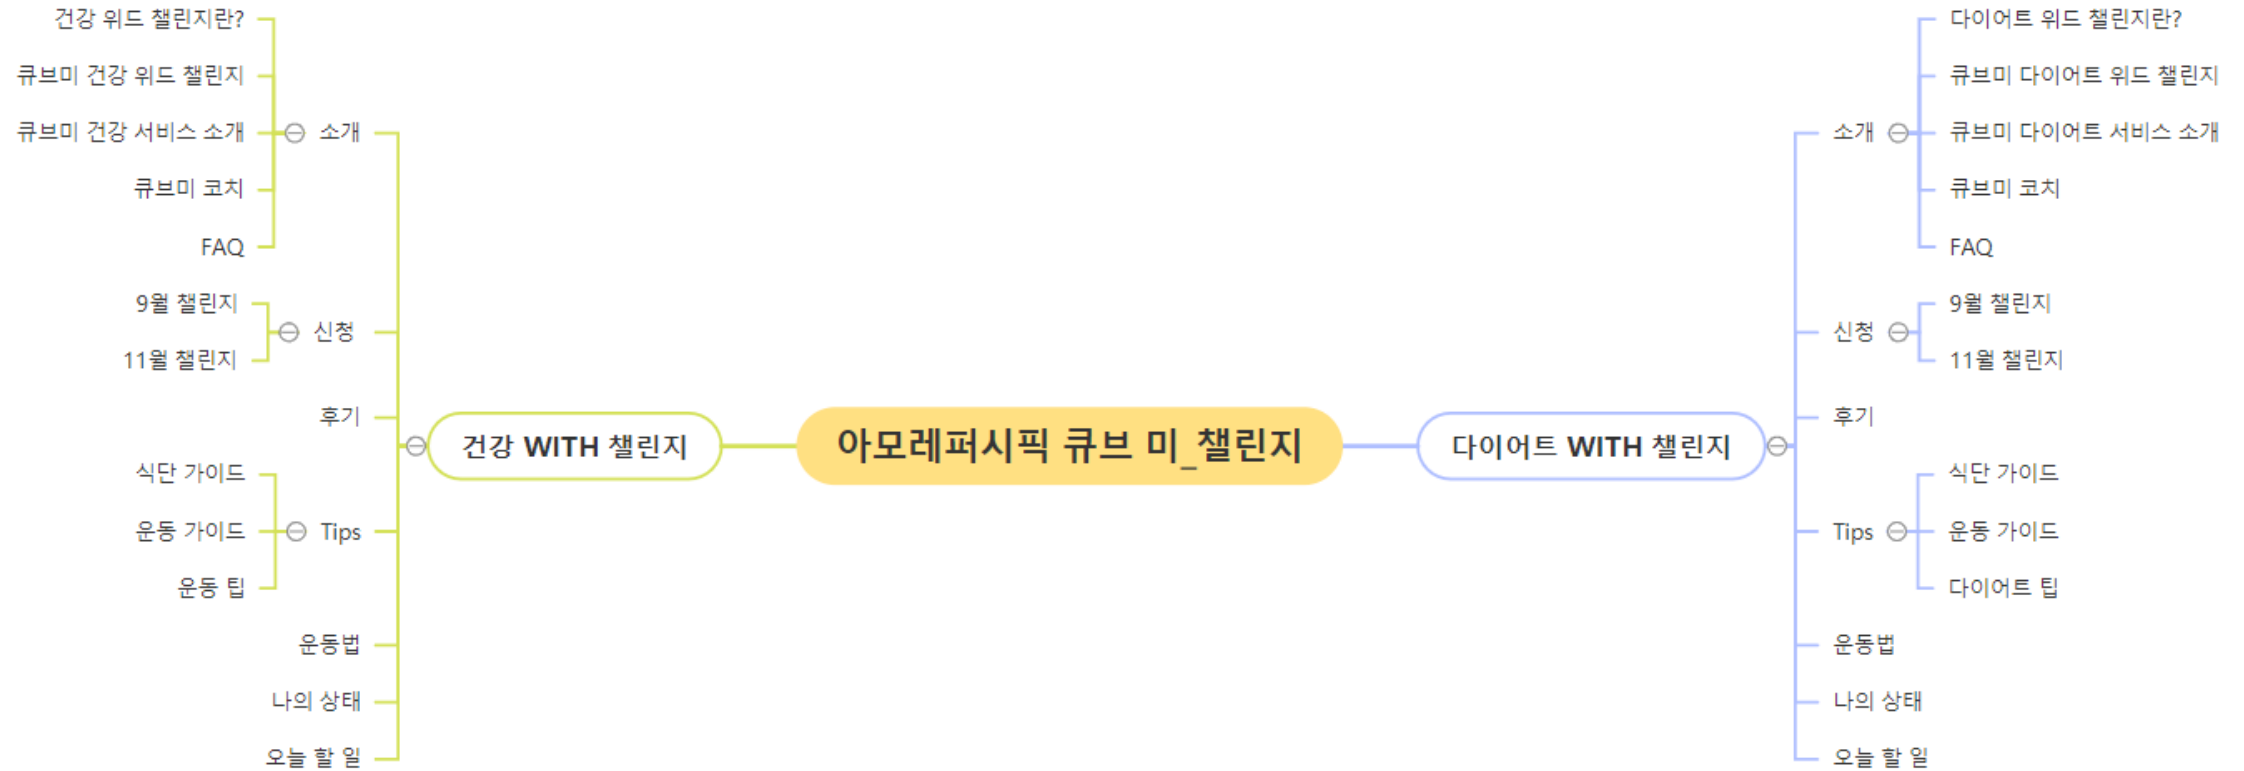 아모레퍼시픽 큐브 미_챌린지
건강 WITH 챌린지
소개
건강 위드 챌린지란?
큐브미 건강 위드 챌린지
큐브미 건강 서비스 소개
큐브미 코치
FAQ
신청
9월 챌린지
11월 챌린지
후기
Tips
식단 가이드
운동 가이드
운동 팁
운동법
나의 상태
오늘 할 일
다이어트 WITH 챌린지
소개
다이어트 위드 챌린지란?
큐브미 다이어트 위드 챌린지
큐브미 다이어트 서비스 소개
큐브미 코치
FAQ
신청
9월 챌린지
11월 챌린지
후기
Tips
식단 가이드
운동 가이드
다이어트 팁
운동법
나의 상태
오늘 할 일